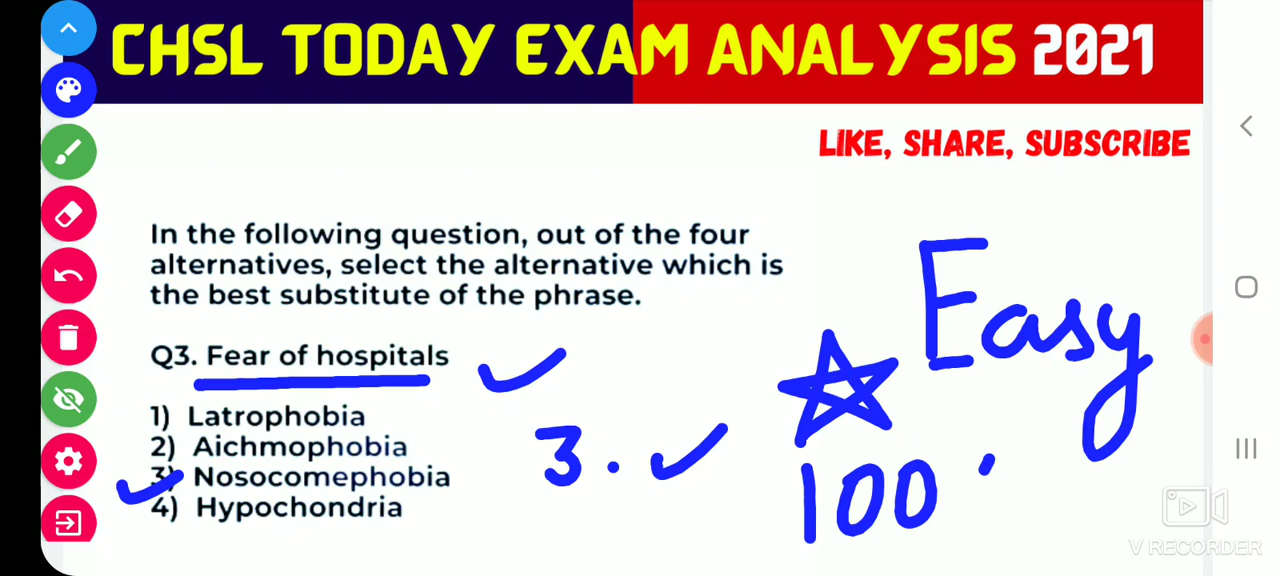 CHSL TODAY EXAM ANALYSIS 2021
LIKE, SHARE, SUBSCRIBE
In the following question, out of the four
alternatives, select the alternative which is
the best substitute of the phrase.
Q3. Fear of hospitals
1) Latrophobia
2) Aichmophobia
3) Nosocomephobia
4) Hypochondria
3.
Easy
100
V RECORDER